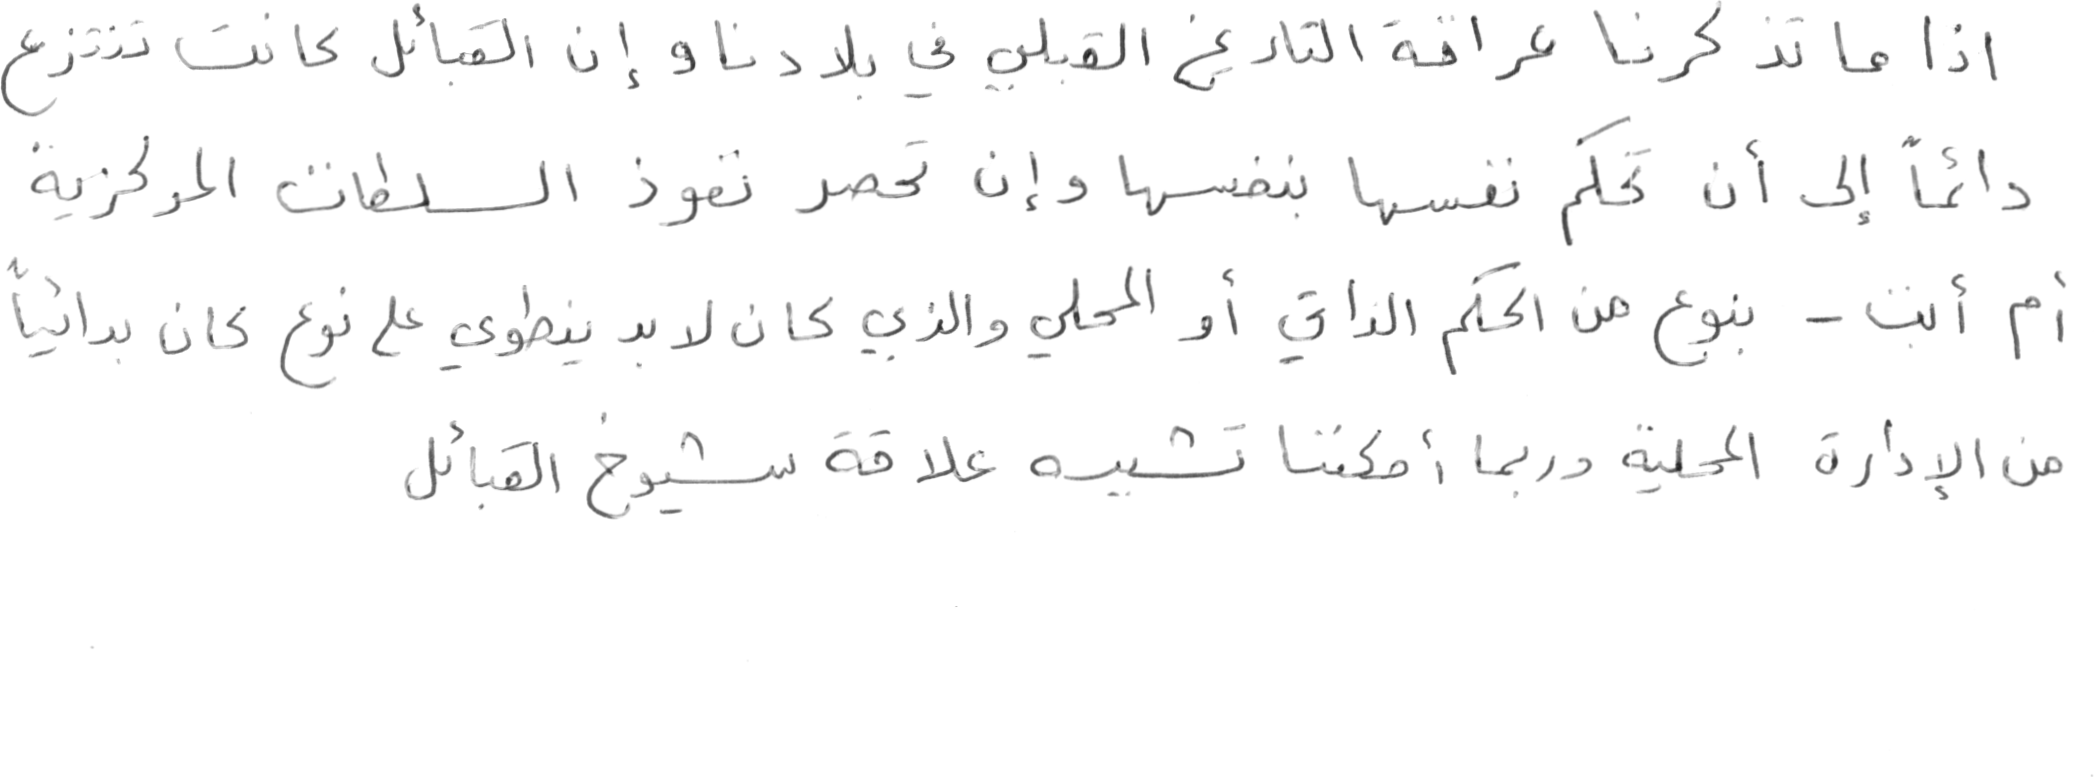 اذا ما تذكرنا عراقة التاريخ القبلي في بلادنا و إن القبائل كانت تنتزع
دائماً إلى أن تحكم نفسها بنفسها وإن تحصر نفوذ السلطات المركزية
أم أبت - بنوع من الحكم الذاتي أو المحلي والذي كان لابد ينطوي على نوع كان بدائياً
من الإدارة المحلية وربما أمكننا تشبيه علاقة شيوخ القبائل